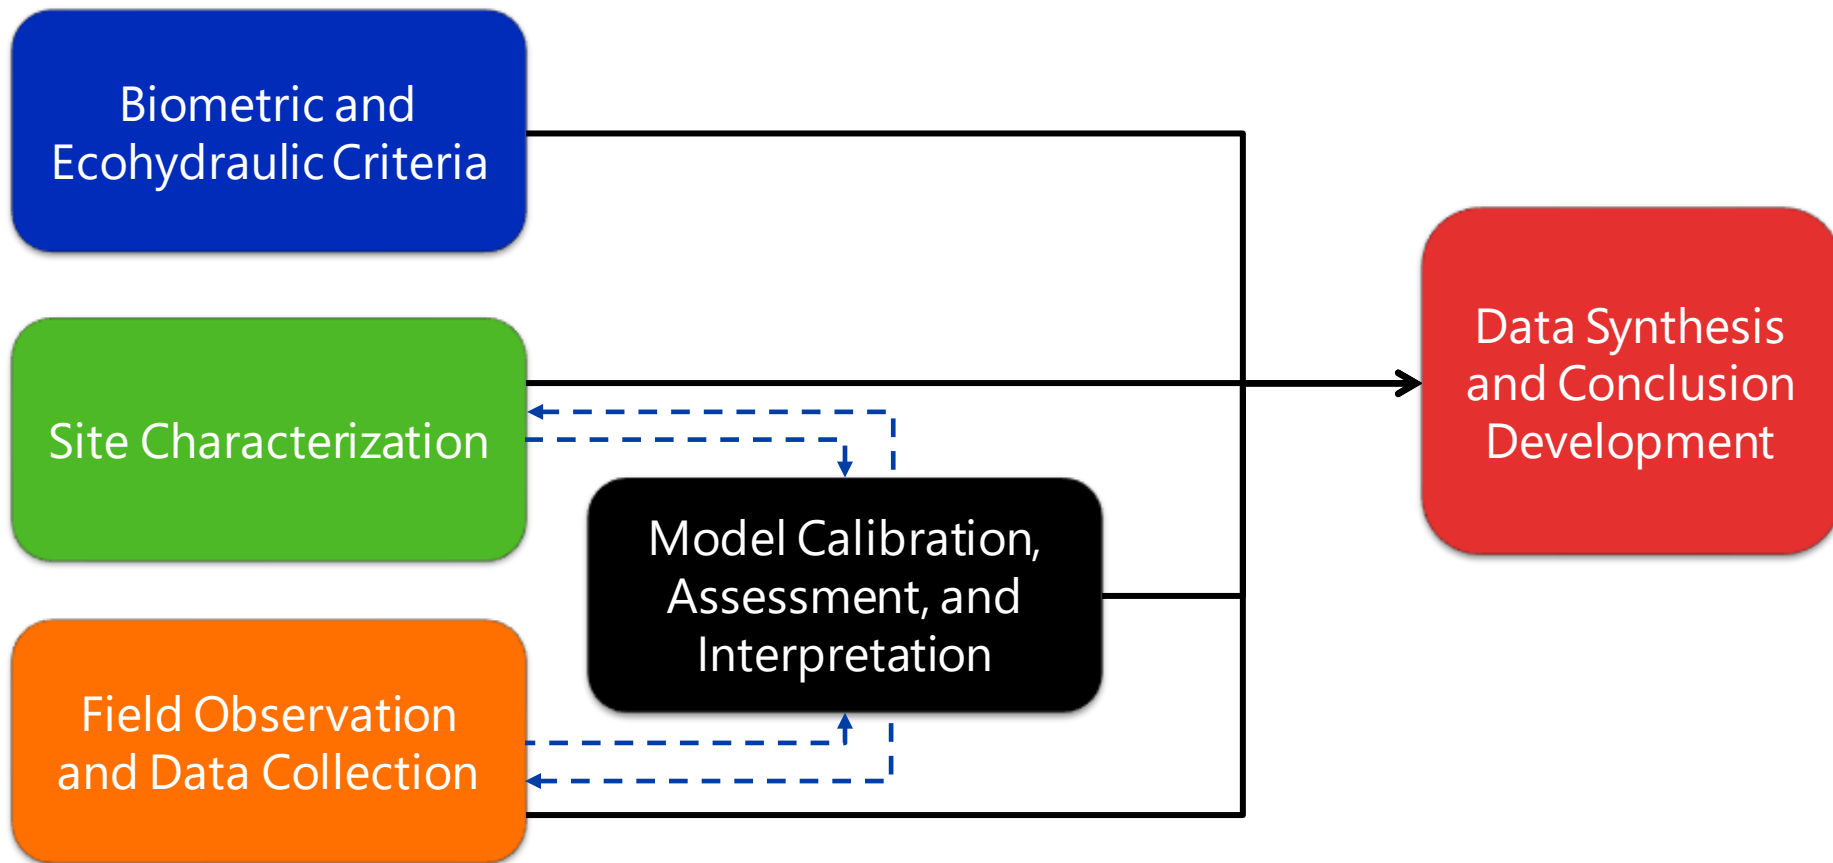 Biometric and
Ecohydraulic Criteria
Site Characterization
Field Observation
and Data Collection
Model Calibration,
Assessment, and
Interpretation
Data Synthesis
and Conclusion
Development